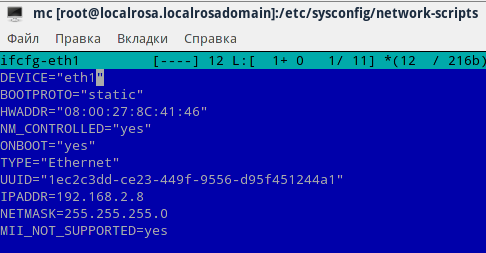 mc [root@localrosa.localrosadomain]:/etc/sysconfig/network-scripts
Файл Правка Вкладки Справка
ifcfg-eth1 [----] 12 L:[ 1+ 0 1/ 11] *(12 / 216b)
DEVICE="eth1"
BOOTPROTO="static"
HWADDR="08:00:27:8C:41:46"
NM_CONTROLLED="yes"
ONBOOT="yes"
TYPE="Ethernet"
UUID="1ec2c3dd-ce23-449f-9556-d95f451244a1"
IPADDR=192.168.2.8
NETMASK=255.255.255.0
MII_NOT_SUPPORTED=yes